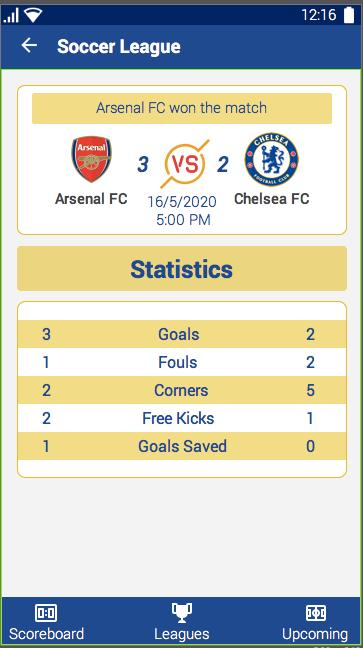 12:16
Soccer League
Arsenal FC won the match
Arsenal
CHELSEA
FOOTBALL CLUB
3 VS 2
Arsenal FC
Chelsea FC
16/5/2020
5:00 PM
Statistics
3 Goals 2
1 Fouls 2
2 Corners 5
2 Free Kicks 1
1 Goals Saved 0
Scoreboard Leagues Upcoming